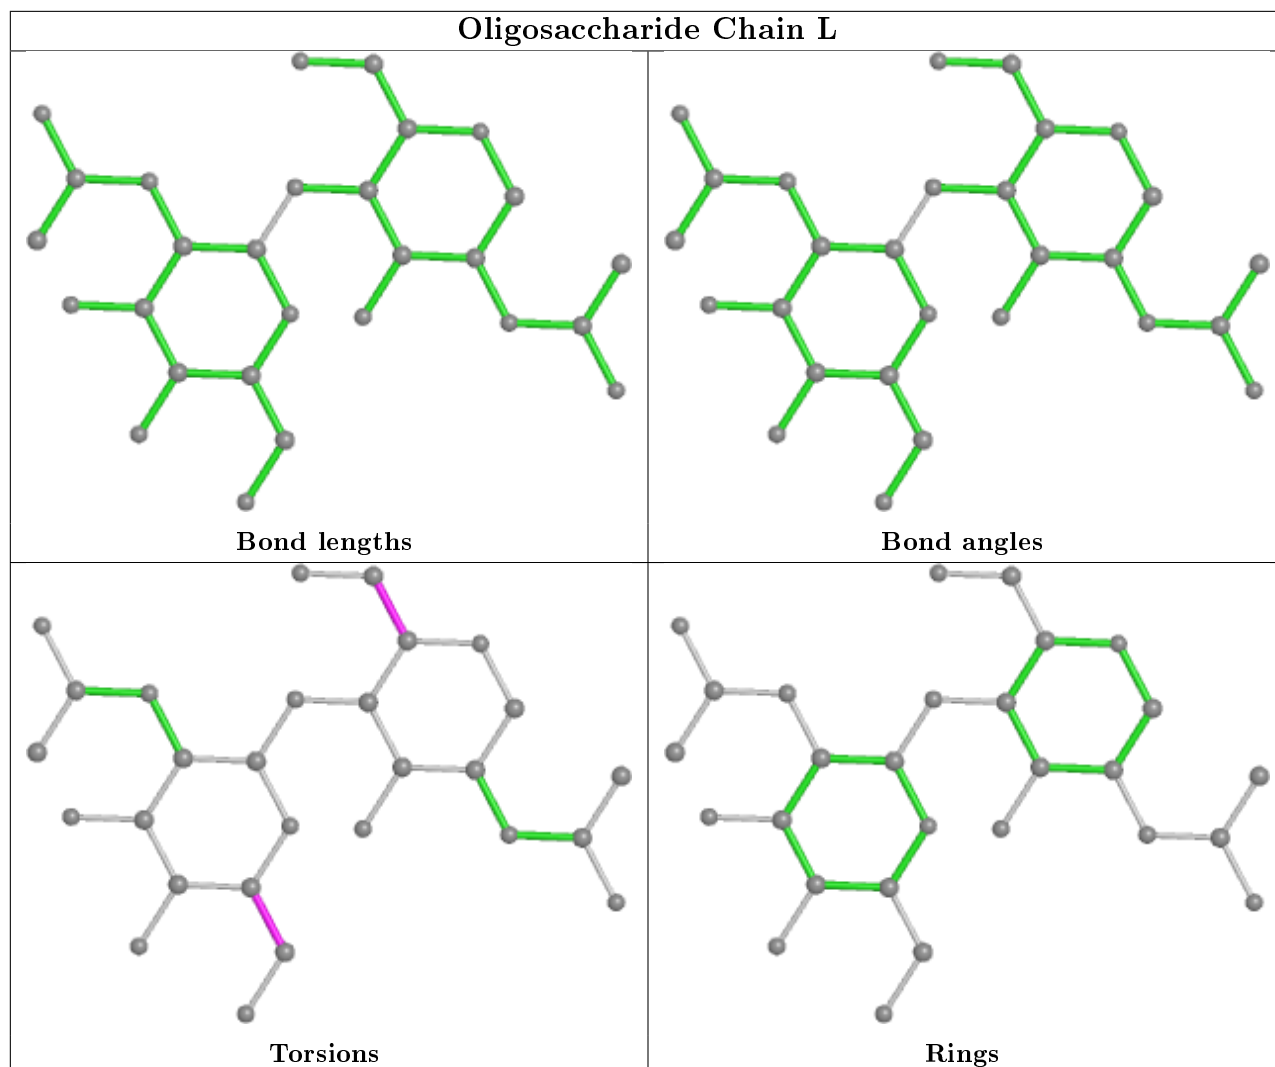 Oligosaccharide Chain L
Bond lengths
Bond angles
Torsions
Rings